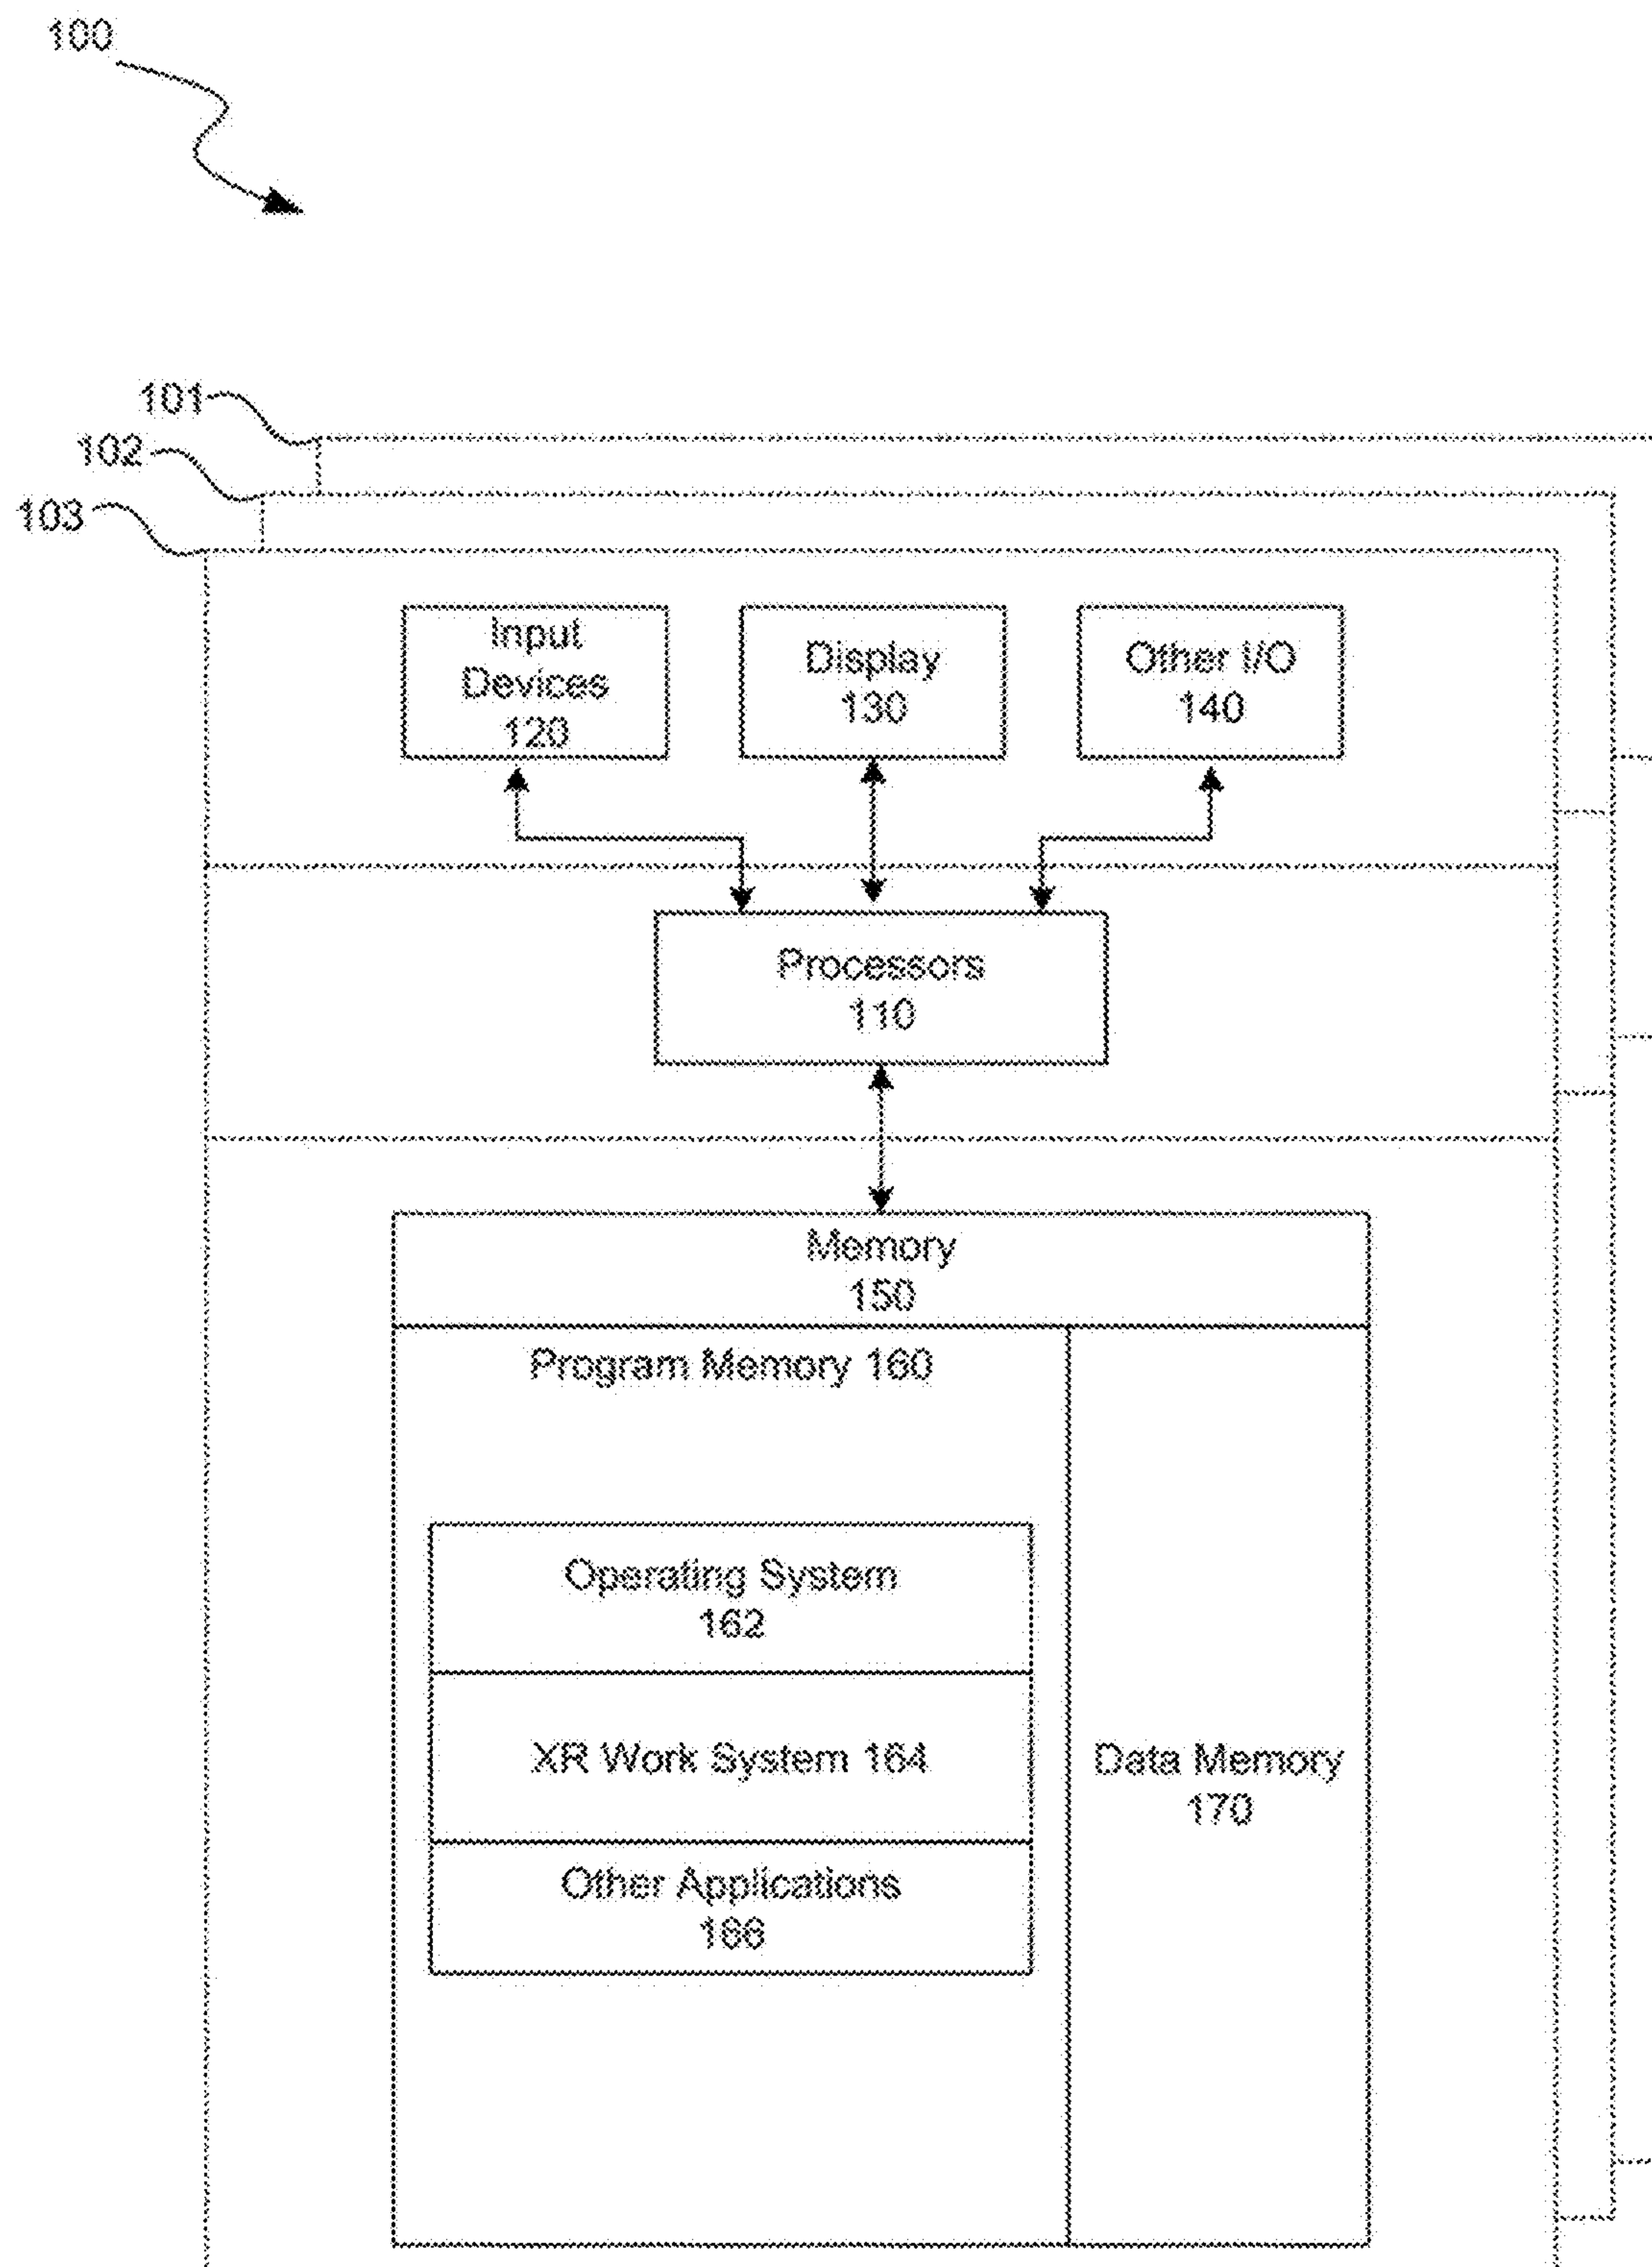 100
101
102
103
Input
Devices
120
Display
130
Other I/O
140
Processors
110
Memory
150
Program Memory 160
Operating System
162
XR Work System 164
Other Applications
166
Data Memory
170